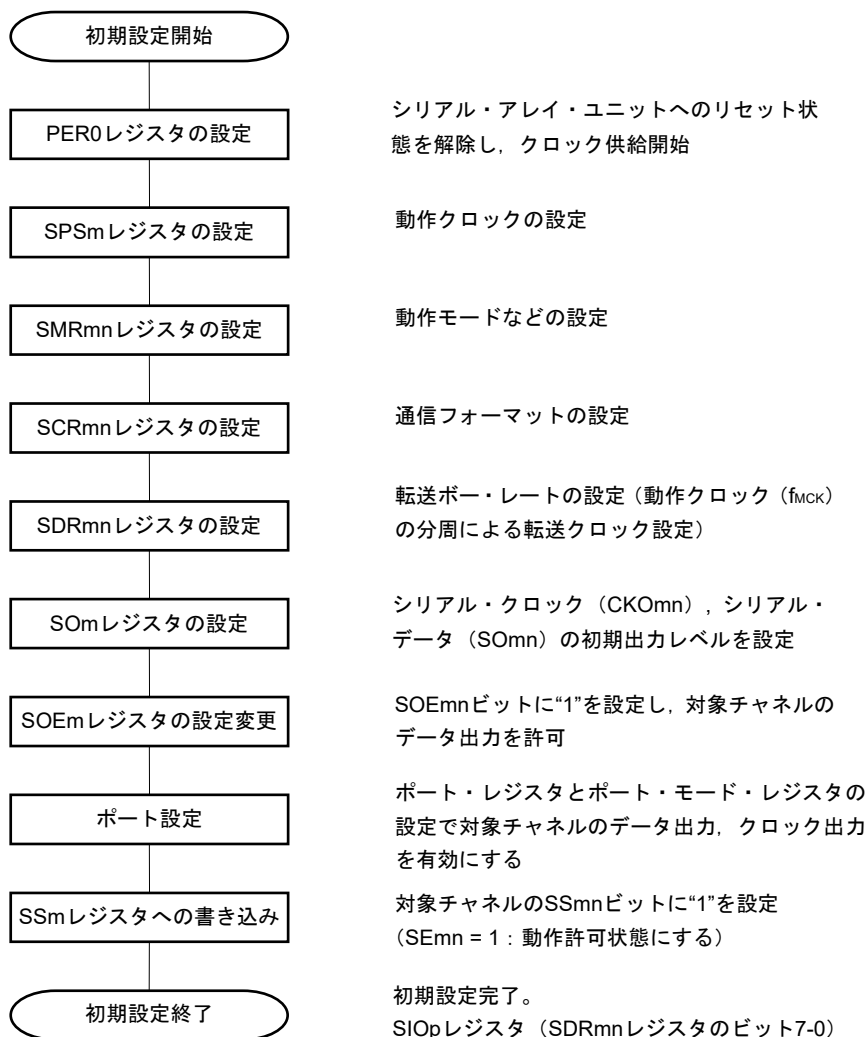 初期設定開始
PER0レジスタの設定
シリアル・アレイ・ユニットへのリセット状
態を解除し，クロック供給開始
SPSmレジスタの設定
動作クロックの設定
SMRmnレジスタの設定
動作モードなどの設定
SCRmnレジスタの設定
通信フォーマットの設定
SDRmnレジスタの設定
転送ボー・レートの設定（動作クロック（fMCK）
の分周による転送クロック設定）
SOmレジスタの設定
シリアル・クロック（CKOmn），シリアル・
データ（SOmn）の初期出力レベルを設定
SOEmレジスタの設定変更
SOEmnビットに“1”を設定し，対象チャネルの
データ出力を許可
ポート設定
ポート・レジスタとポート・モード・レジスタの
設定で対象チャネルのデータ出力，クロック出力
を有効にする
SSmレジスタへの書き込み
対象チャネルのSSmnビットに“1”を設定
（SEmn = 1：動作許可状態にする）
初期設定終了
初期設定完了。
SIOpレジスタ（SDRmnレジスタのビット7-0）